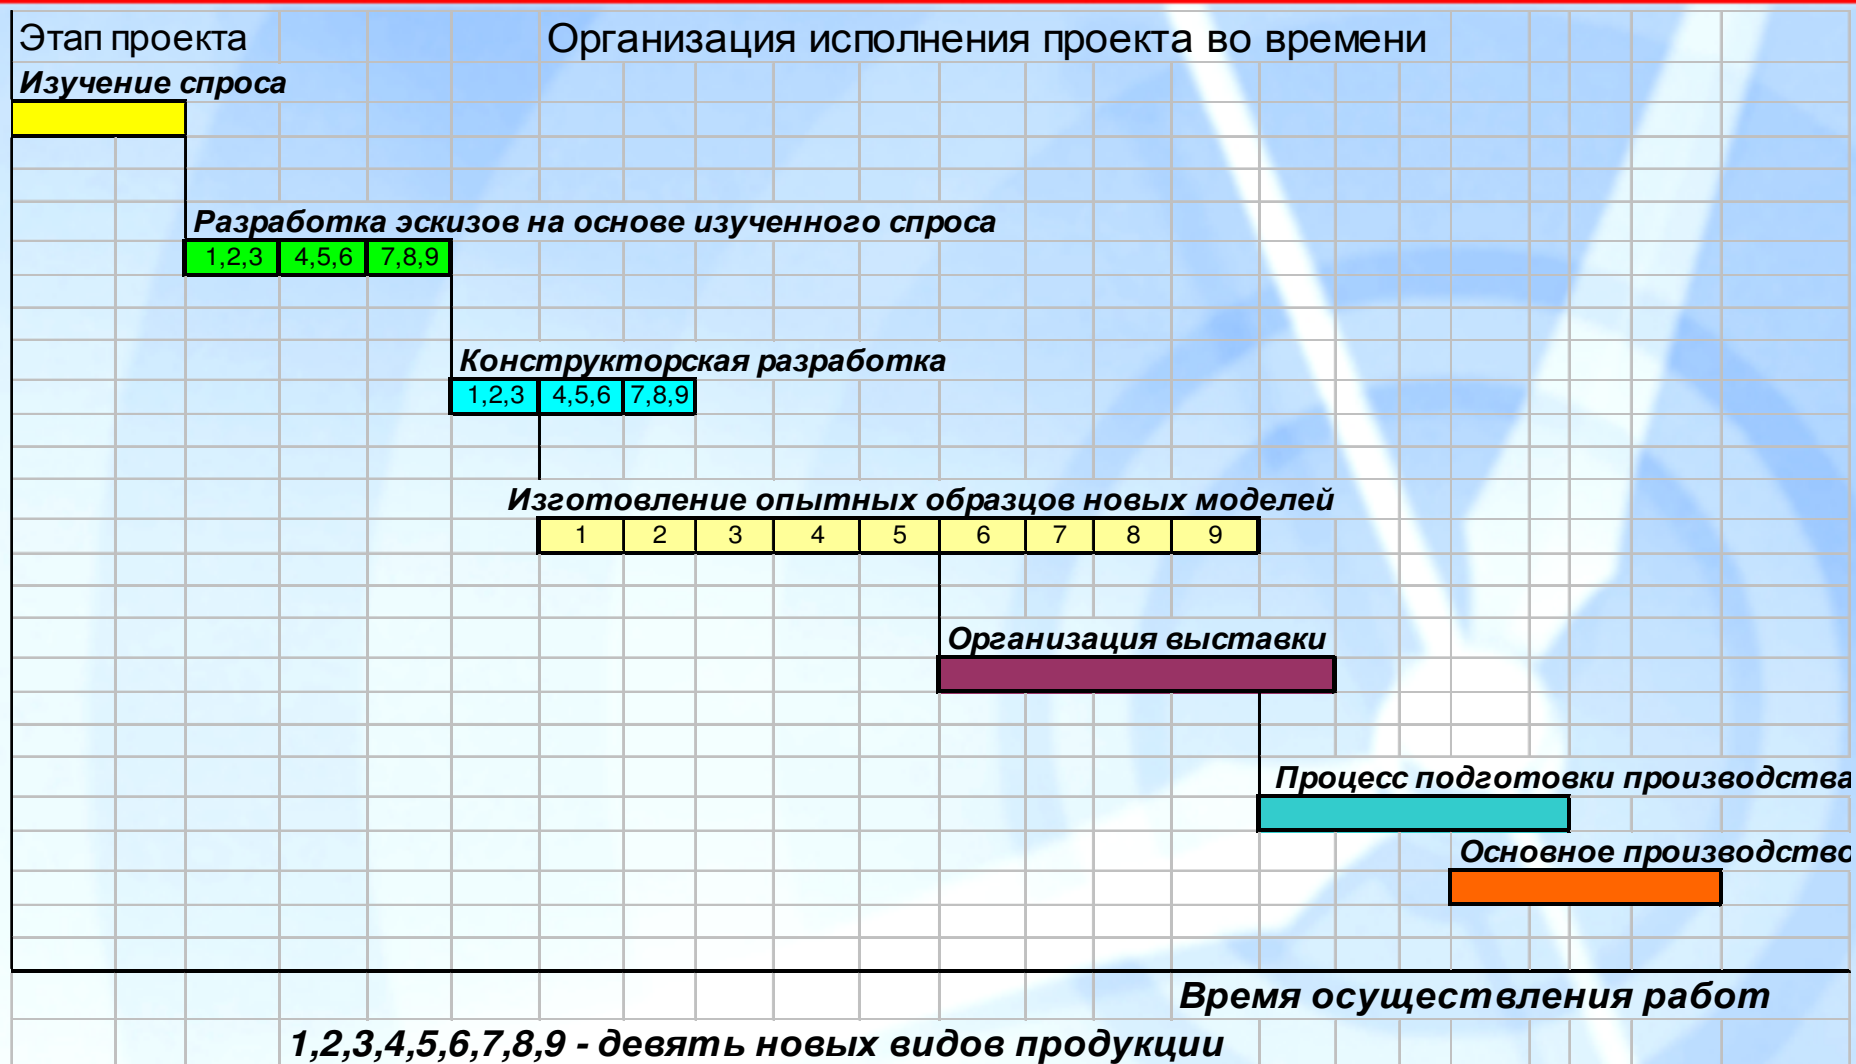 Этап проекта
Организация исполнения проекта во времени
Изучение спроса
Разработка эскизов на основе изученного спроса
1,2,3 4,5,6 7,8,9
Конструкторская разработка
1,2,3 4,5,6 7,8,9
Изготовление опытных образцов новых моделей
1 2 3 4 5 6 7 8 9
Организация выставки
Процесс подготовки производства
Основное производство
Время осуществления работ
1,2,3,4,5,6,7,8,9 - девять новых видов продукции